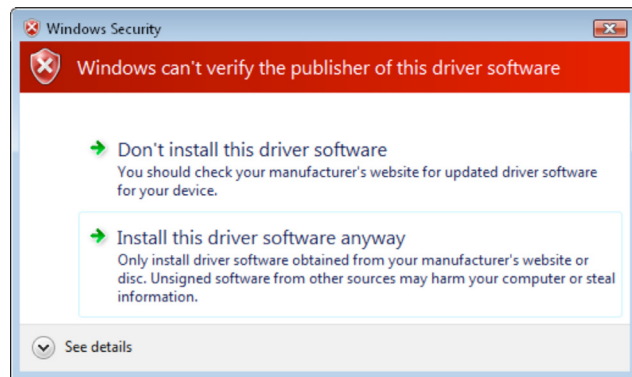 Windows Security
Windows can't verify the publisher of this driver software
Don't install this driver software
You should check your manufacturer's website for updated driver software
for your device.
Install this driver software anyway
Only install driver software obtained from your manufacturer's website or
disc. Unsigned software from other sources may harm your computer or steal
information.
See details